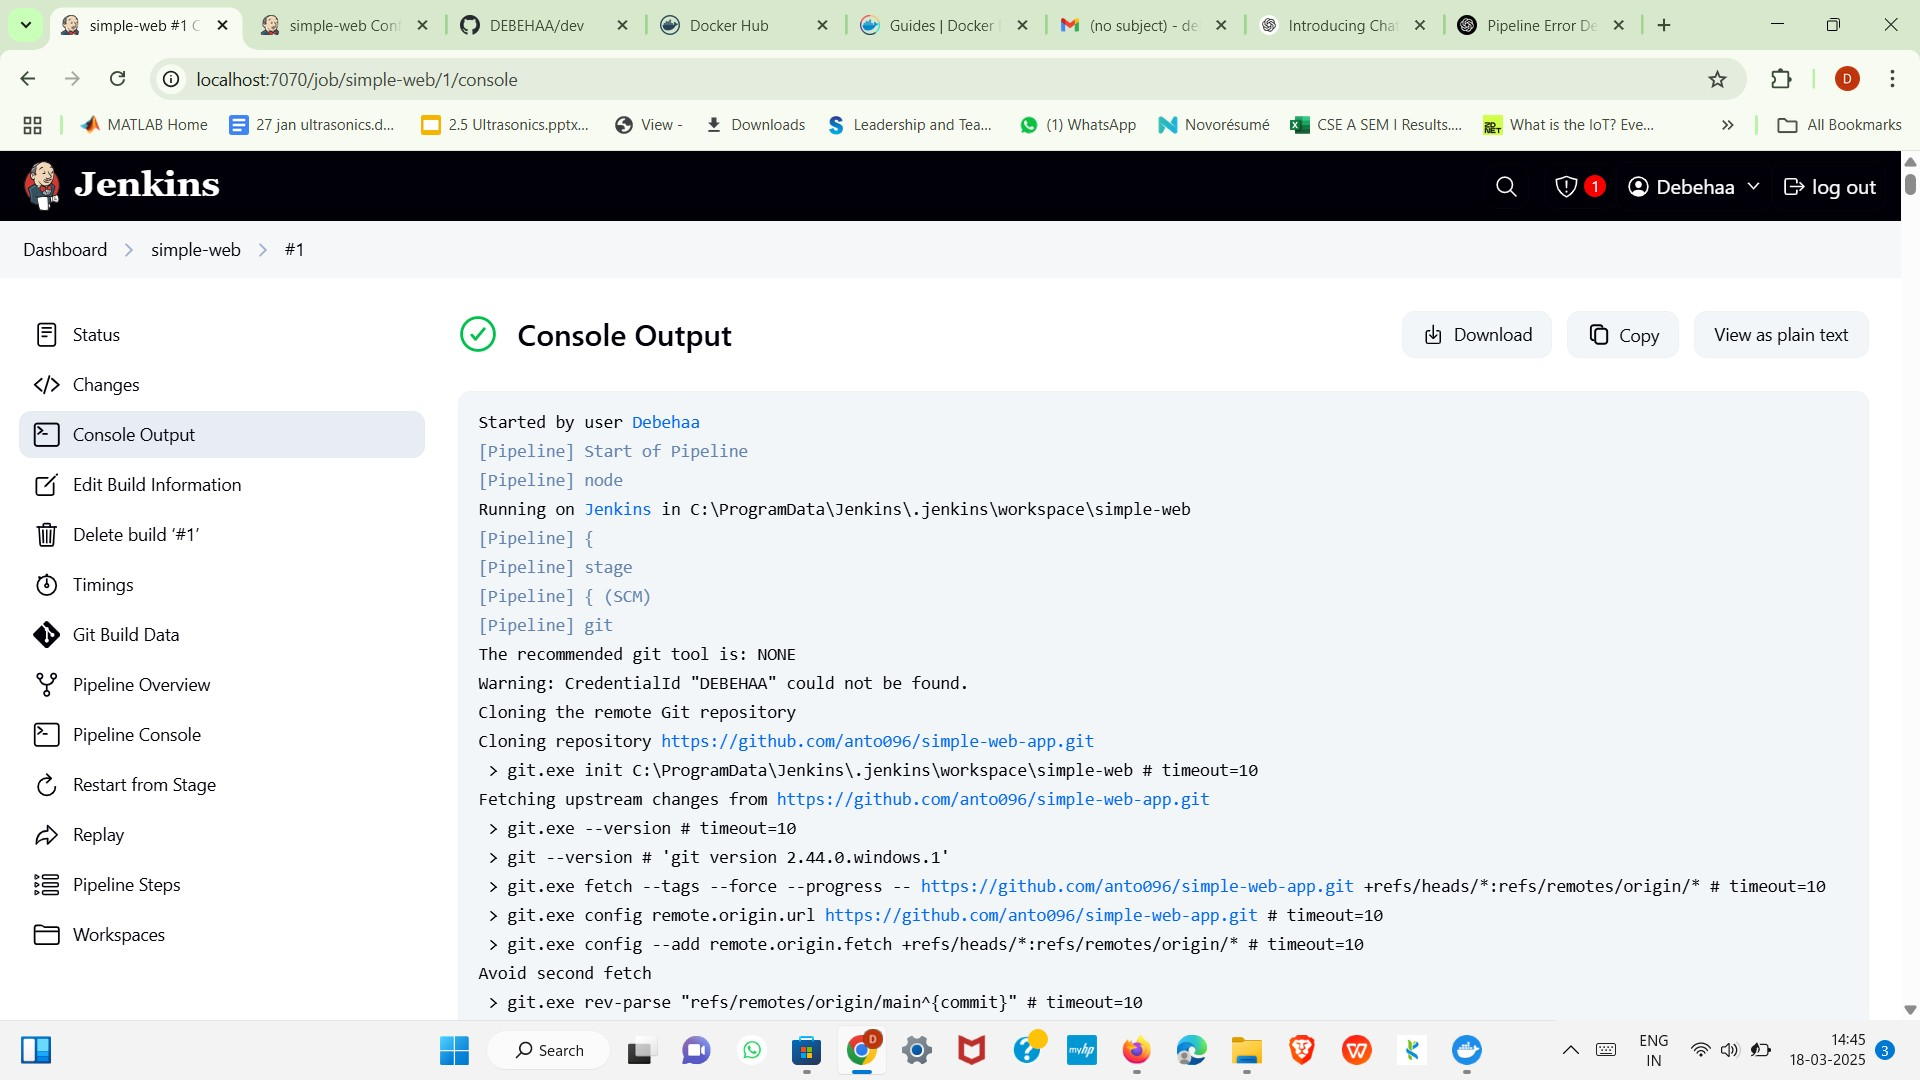 simple-web #1 C
simple-web Conf
DEBEHAA/dev
Docker Hub
Guides | Docker
(no subject) - de
Introducing Cha
Pipeline Error De
localhost:7070/job/simple-web/1/console
D
MATLAB Home
27 jan ultrasonics.d...
2.5 Ultrasonics.pptx...
View -
Downloads
Leadership and Tea...
(1) WhatsApp
Novorésumé
CSE A SEM I Results....
What is the IoT? Eve...
All Bookmarks
Jenkins
1
Debehaa
log out
Dashboard
simple-web
#1
Status
Changes
Console Output
Edit Build Information
Delete build ‘#1’
Timings
Git Build Data
Pipeline Overview
Pipeline Console
Restart from Stage
Replay
Pipeline Steps
Workspaces
Console Output
Download
Copy
View as plain text
Started by user Debehaa
[Pipeline] Start of Pipeline
[Pipeline] node
Running on Jenkins in C:\ProgramData\Jenkins\.jenkins\workspace\simple-web
[Pipeline] {
[Pipeline] stage
[Pipeline] { (SCM)
[Pipeline] git
The recommended git tool is: NONE
Warning: CredentialId "DEBEHAA" could not be found.
Cloning the remote Git repository
Cloning repository https://github.com/anto096/simple-web-app.git
> git.exe init C:\ProgramData\Jenkins\.jenkins\workspace\simple-web # timeout=10
Fetching upstream changes from https://github.com/anto096/simple-web-app.git
> git.exe --version # timeout=10
> git --version # 'git version 2.44.0.windows.1'
> git.exe fetch --tags --force --progress -- https://github.com/anto096/simple-web-app.git +refs/heads/*:refs/remotes/origin/* # timeout=10
> git.exe config remote.origin.url https://github.com/anto096/simple-web-app.git # timeout=10
> git.exe config --add remote.origin.fetch +refs/heads/*:refs/remotes/origin/* # timeout=10
Avoid second fetch
> git.exe rev-parse "refs/remotes/origin/main^{commit}" # timeout=10
Search
D
myhp
ENG
IN
14:45
18-03-2025
3